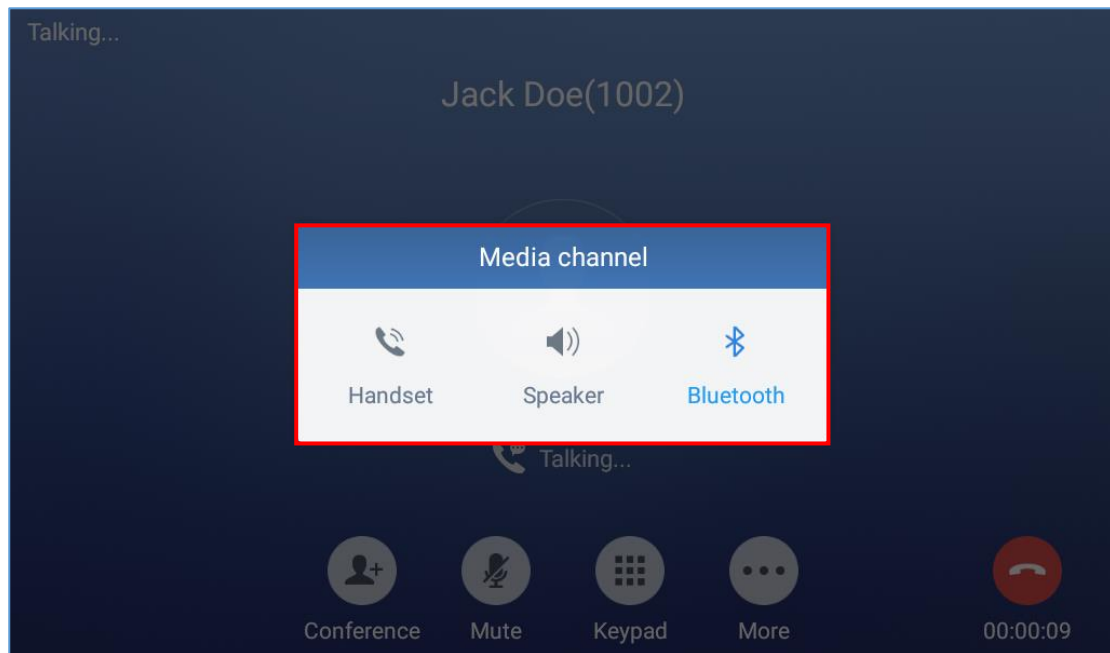 Talking...
Jack Doe(1002)
Media channel
Handset Speaker Bluetooth
Talking...
Conference Mute Keypad More 00:00:09